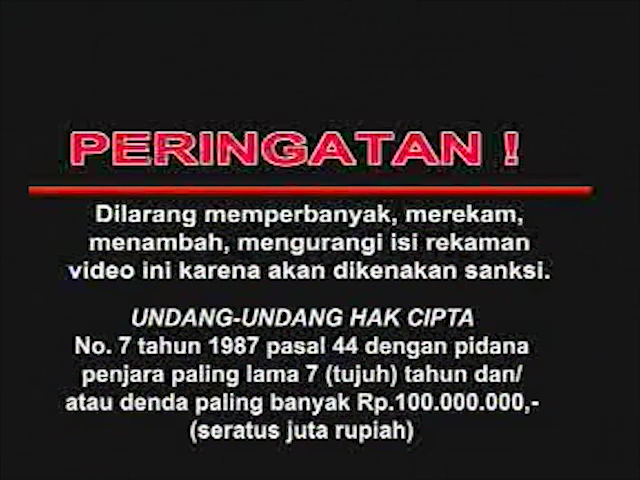 PERINGATAN !
Dilarang memperbanyak, merekam,
menambah, mengurangi isi rekaman
video ini karena akan dikenakan sanksi.
UNDANG-UNDANG HAK CIPTA
No. 7 tahun 1987 pasal 44 dengan pidana
penjara paling lama 7 (tujuh) tahun dan/
atau denda paling banyak Rp.100.000.000,-
(seratus juta rupiah)